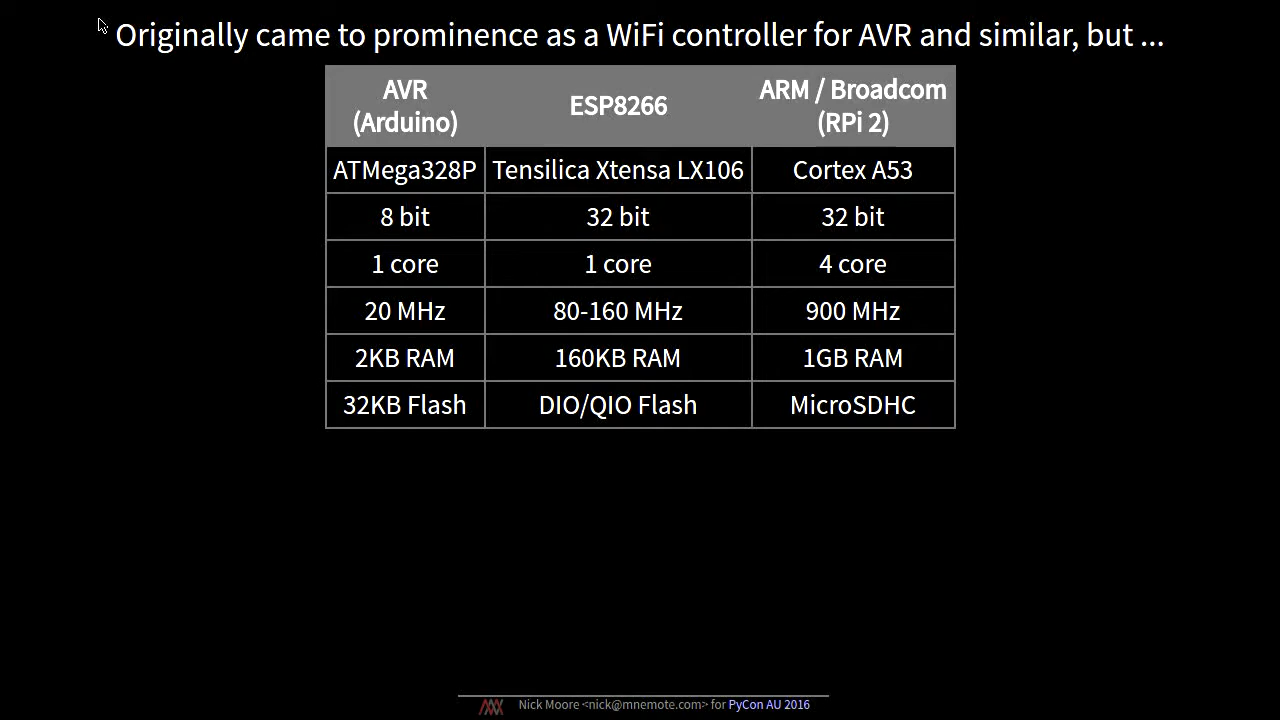 Originally came to prominence as a WiFi controller for AVR and similar, but ...
AVR
(Arduino)
ESP8266
ARM / Broadcom
(RPi 2)
ATMega328P
Tensilica Xtensa LX106
Cortex A53
8 bit
32 bit
32 bit
1 core
1 core
4 core
20 MHz
80-160 MHz
900 MHz
2KB RAM
160KB RAM
1GB RAM
32KB Flash
DIO/QIO Flash
MicroSDHC
Nick Moore <nick@mnemote.com> for PyCon AU 2016